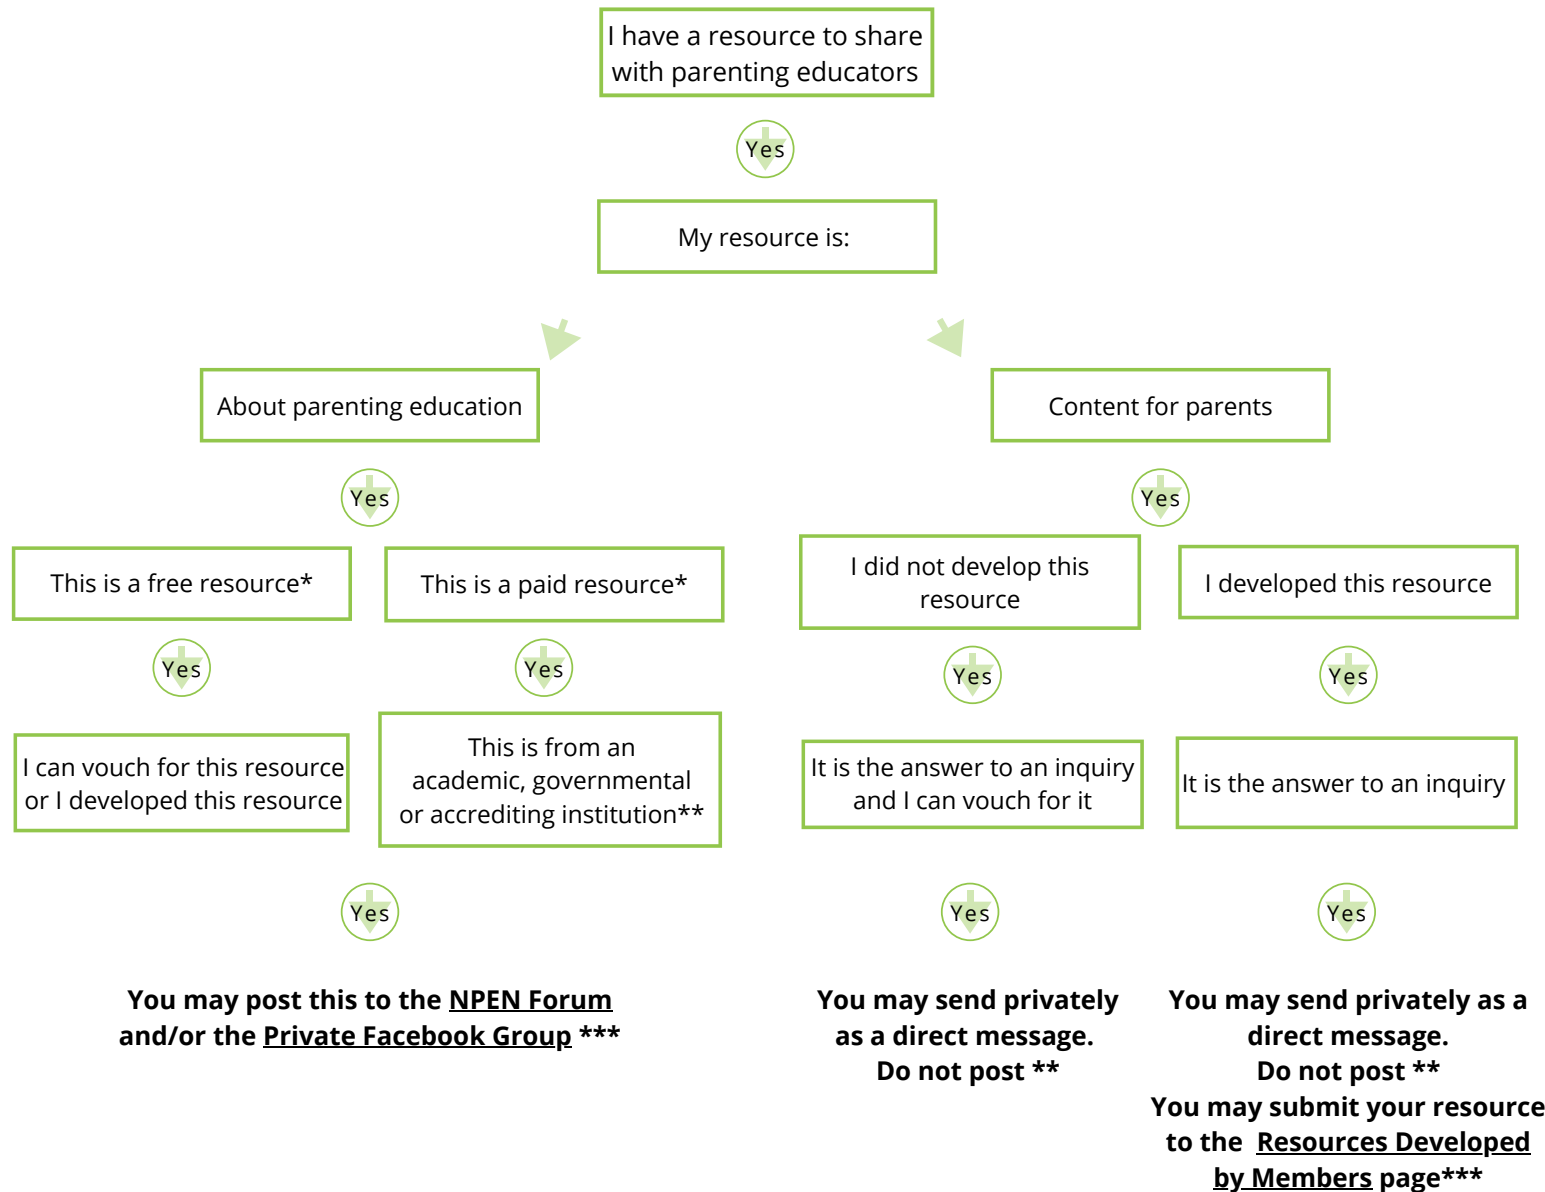 I have a resource to share
with parenting educators
Yes
My resource is:
About parenting education
Content for parents
Yes
Yes
This is a free resource*
This is a paid resource*
I did not develop this
resource
I developed this resource
Yes
Yes
Yes
Yes
I can vouch for this resource
or I developed this resource
This is from an
academic, governmental
or accrediting institution**
It is the answer to an inquiry
and I can vouch for it
It is the answer to an inquiry
Yes
Yes
Yes
You may post this to the NPEN Forum
and/or the Private Facebook Group ***
You may send privately
as a direct message.
Do not post **
You may send privately as a
direct message.
Do not post **
You may submit your resource
to the Resources Developed
by Members page***